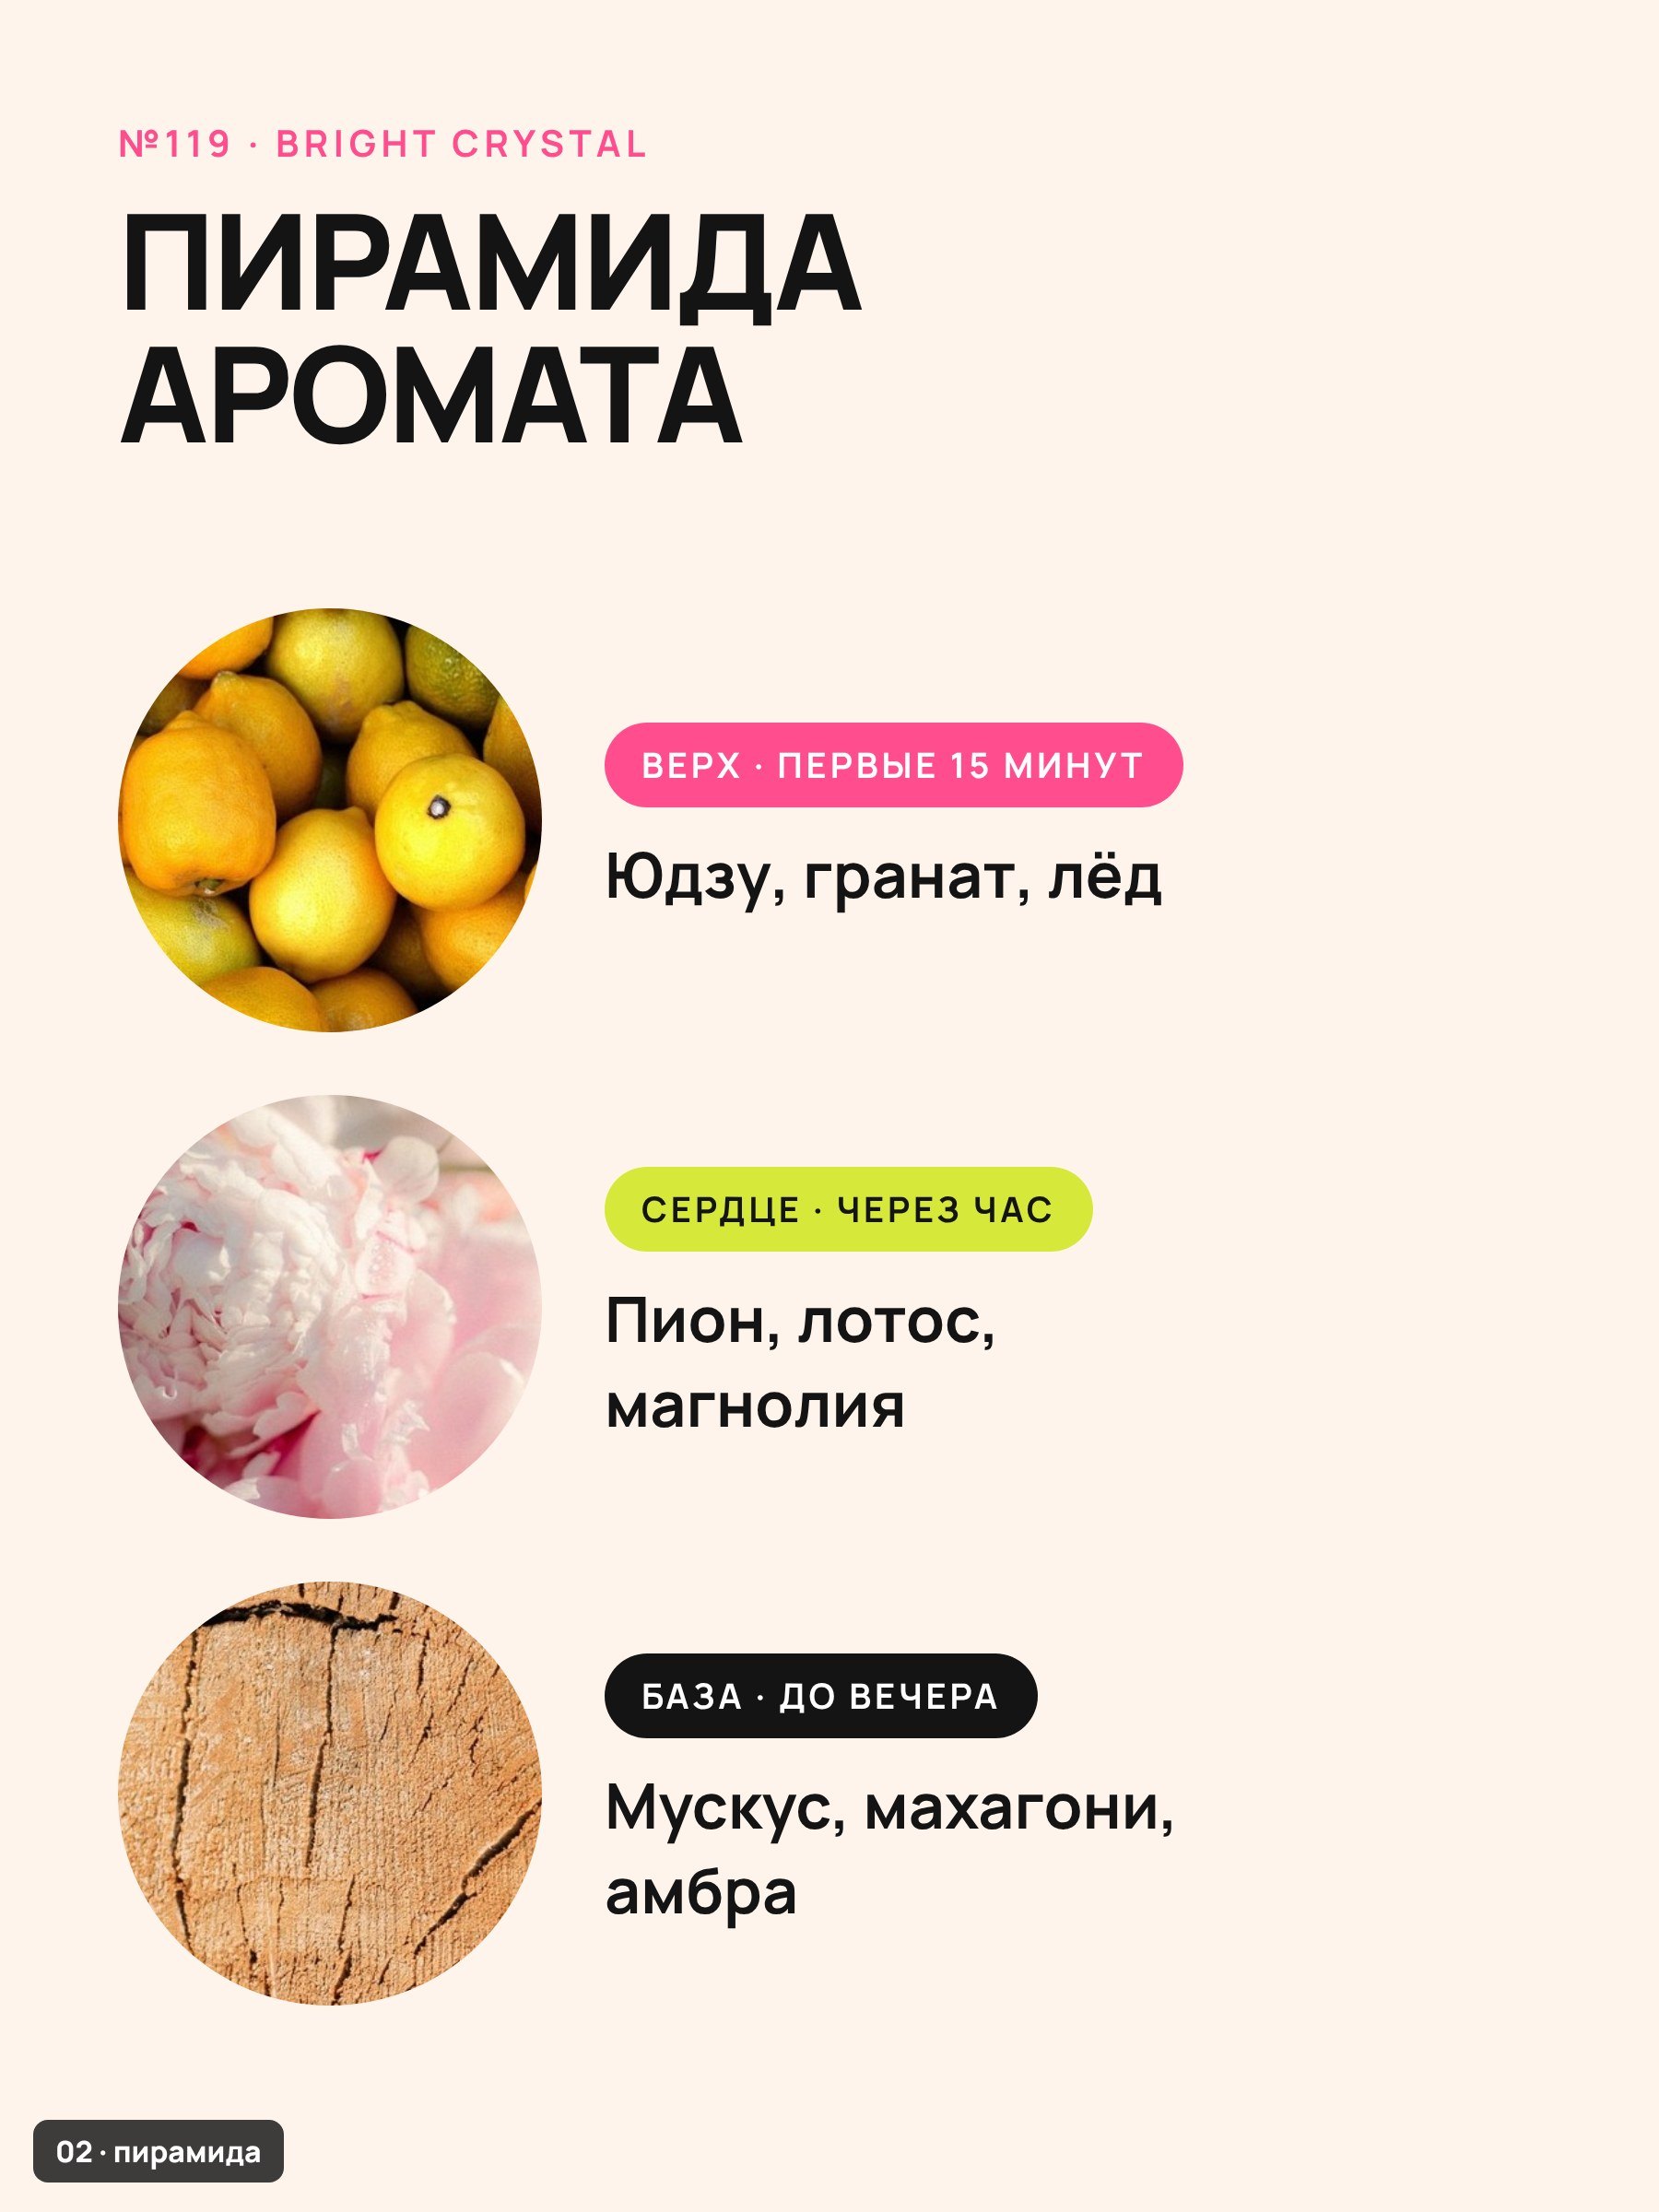 №119 · BRIGHT CRYSTAL
ПИРАМИДА
АРОМАТА
ВЕРХ · ПЕРВЫЕ 15 МИНУТ
Юдзу, гранат, лёд
СЕРДЦЕ · ЧЕРЕЗ ЧАС
Пион, лотос,
магнолия
БАЗА · ДО ВЕЧЕРА
Мускус, махагони,
амбра
02 · пирамида